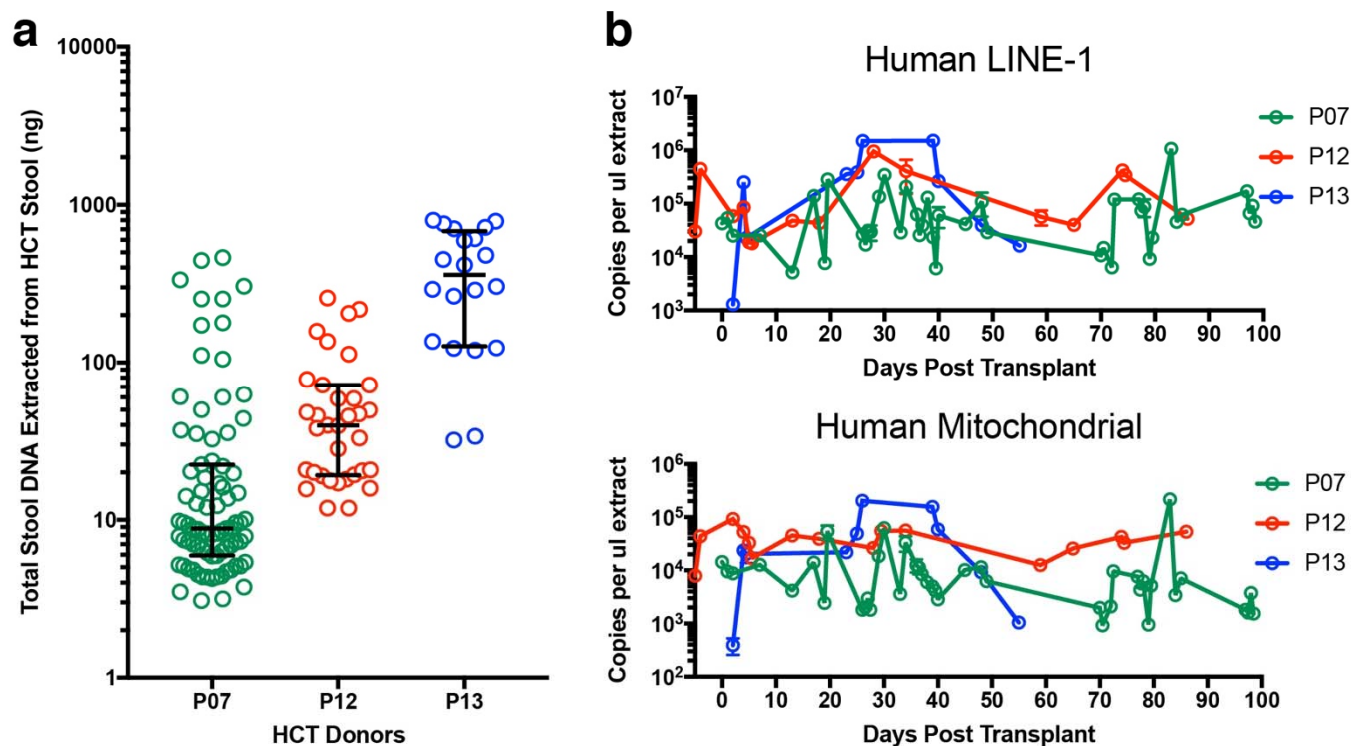 a
Total Stool DNA Extracted from HCT Stool (ng)
10000
1000
100
10
1
P07 P12 P13
HCT Donors
b
Human LINE-1
Copies per ul extract
10⁷
10⁶
10⁵
10⁴
10³
0 10 20 30 40 50 60 70 80 90 100
Days Post Transplant
P07
P12
P13
Human Mitochondrial
Copies per ul extract
10⁶
10⁵
10⁴
10³
10²
0 10 20 30 40 50 60 70 80 90 100
Days Post Transplant
P07
P12
P13